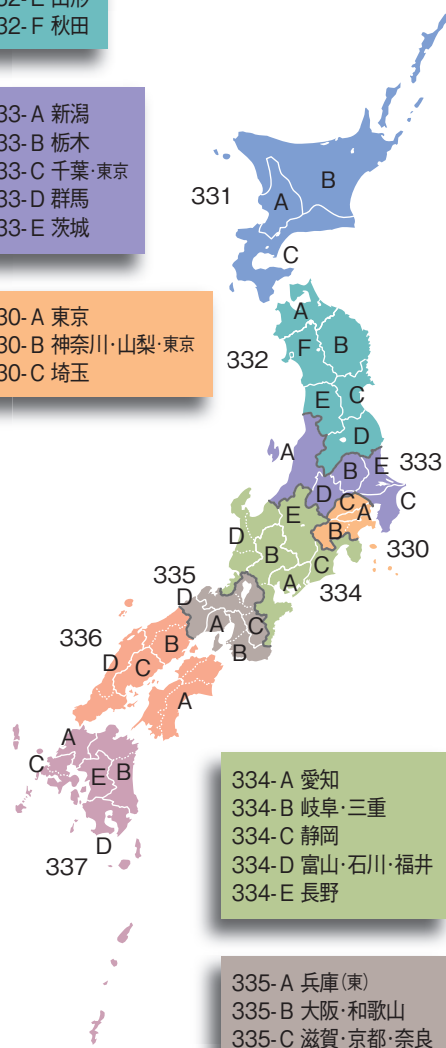 32-E 山形
32-F 秋田
33-A 新潟
33-B 栃木
33-C 千葉·東京
33-D 群馬
33-E 茨城
30-A 東京
30-B 神奈川·山梨·東京
30-C 埼玉
331
A
B
C
332
A
F
B
E
C
D
333
A
B
E
D
C
330
C
A
B
334
E
D
B
C
A
335
D
A
C
B
336
B
D
C
A
337
A
C
E
B
D
334-A 愛知
334-B 岐阜·三重
334-C 静岡
334-D 富山·石川·福井
334-E 長野
335-A 兵庫(東)
335-B 大阪·和歌山
335-C 滋賀·京都·奈良